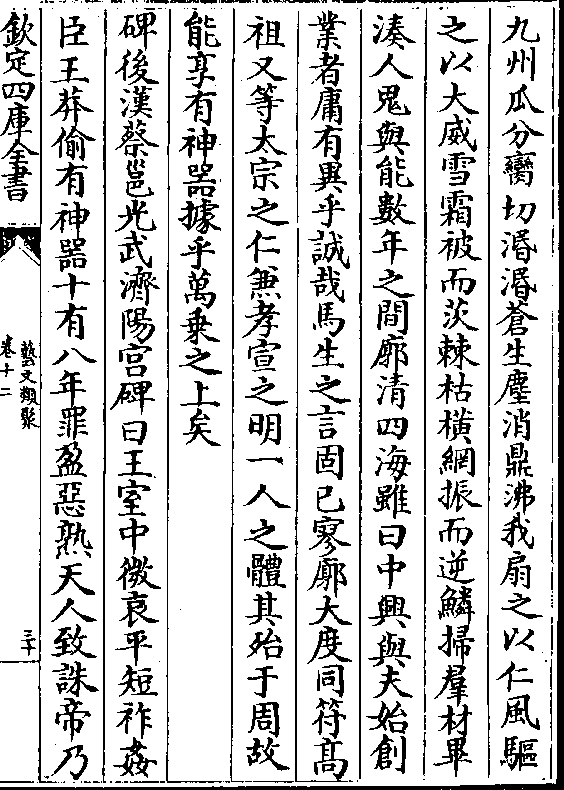 九州瓜分臠切湣湣蒼生塵消鼎沸我扇之以仁風驅
之以大威雪霜被而茨棘枯橫網振而逆鱗掃羣材畢
湊人鬼與能數年之間廓清四海雖曰中興與夫始創
業者庸有異乎誠哉馬生之言固已寥廓大度同符髙
祖又等太宗之仁兼孝宣之明一人之體其殆于周故
能享有神器據乎萬乗之上矣
碑後漢蔡邕光武濟陽宫碑曰王室中微哀平短祚姦
臣王莽偷有神器十有八年罪盈惡熟天人致誅帝乃
欽定四庫全書
藝文類聚
卷十二
三十